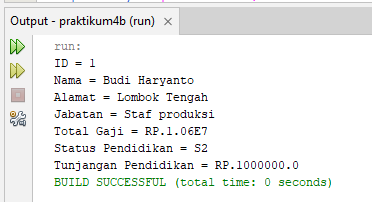 Output - praktikum4b (run)
run:
ID = 1
Nama = Budi Haryanto
Alamat = Lombok Tengah
Jabatan = Staf produksi
Total Gaji = RP.1.06E7
Status Pendidikan = S2
Tunjangan Pendidikan = RP.1000000.0
BUILD SUCCESSFUL (total time: 0 seconds)